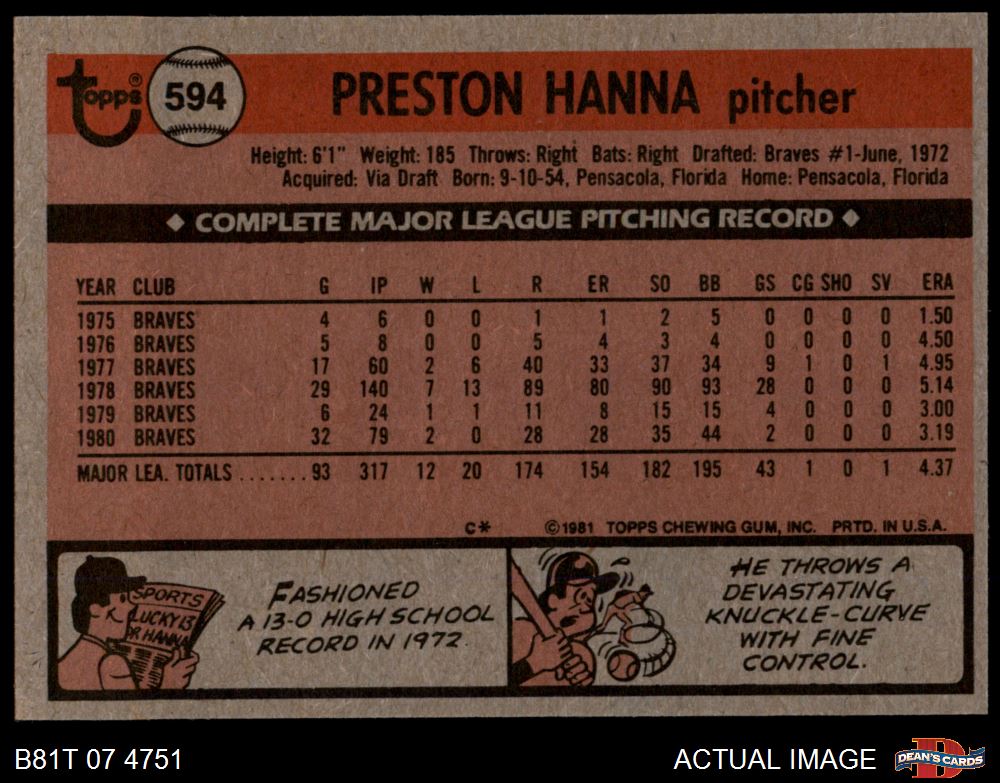 Topps®
594
PRESTON HANNA pitcher
Height: 6'1" Weight: 185 Throws: Right Bats: Right Drafted: Braves #1-June, 1972
Acquired: Via Draft Born: 9-10-54, Pensacola, Florida Home: Pensacola, Florida
◆ COMPLETE MAJOR LEAGUE PITCHING RECORD ◆
YEAR CLUB G IP W L R ER SO BB GS CG SHO SV ERA
1975 BRAVES 4 6 0 0 1 1 2 5 0 0 0 0 1.50
1976 BRAVES 5 8 0 0 5 4 3 4 0 0 0 0 4.50
1977 BRAVES 17 60 2 6 40 33 37 34 9 1 0 1 4.95
1978 BRAVES 29 140 7 13 89 80 90 93 28 0 0 0 5.14
1979 BRAVES 6 24 1 1 11 8 15 15 4 0 0 0 3.00
1980 BRAVES 32 79 2 0 28 28 35 44 2 0 0 0 3.19
MAJOR LEA. TOTALS ....... 93 317 12 20 174 154 182 195 43 1 0 1 4.37
C* ©1981 TOPPS CHEWING GUM, INC. PRTD. IN U.S.A.
SPORTS
LUCKY 13
FOR HANNA
FASHIONED
A 13-0 HIGH SCHOOL
RECORD IN 1972.
HE THROWS A
DEVASTATING
KNUCKLE-CURVE
WITH FINE
CONTROL.
B81T 07 4751
ACTUAL IMAGE
D
DEAN'S CARDS